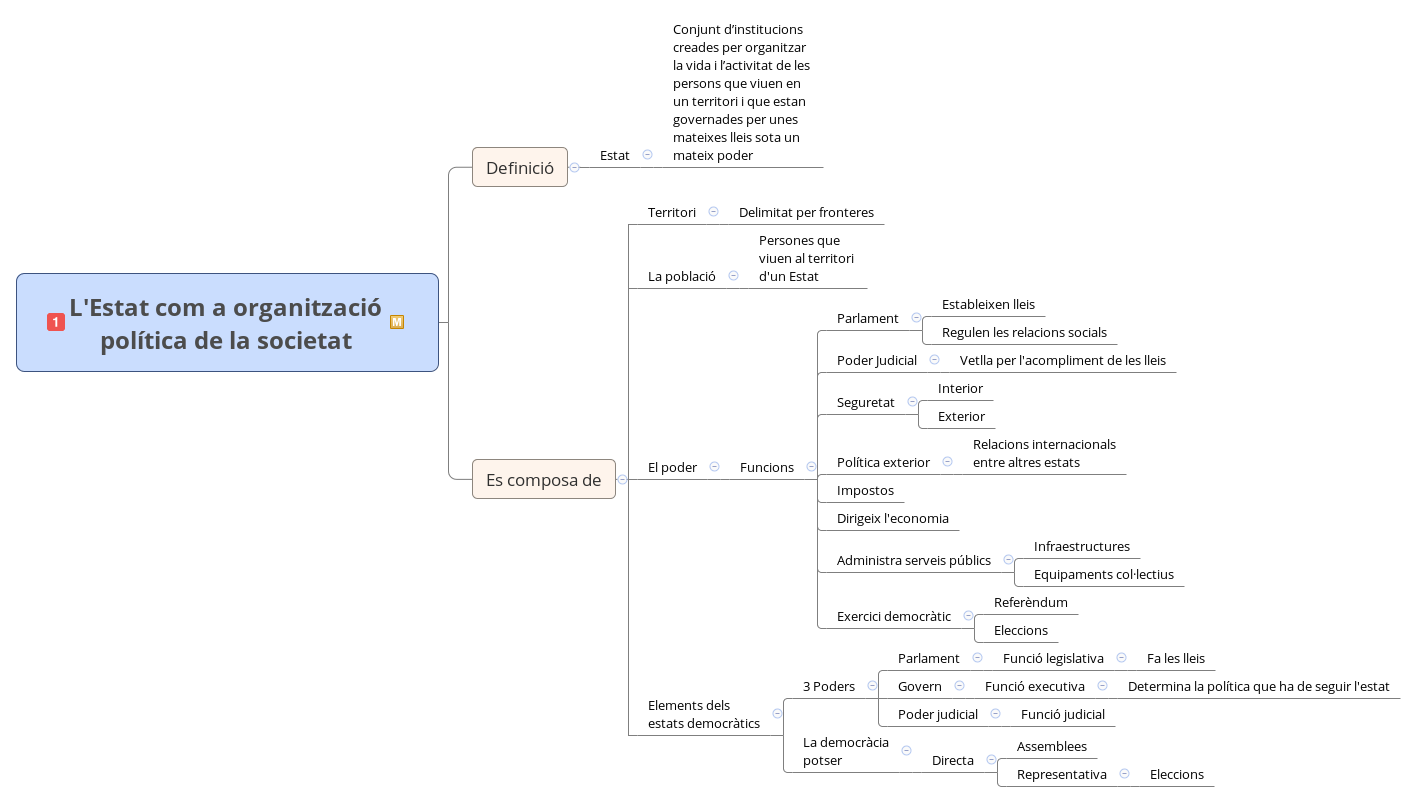 Conjunt d’institucions
creades per organitzar
la vida i l’activitat de les
persons que viuen en
un territori i que estan
governades per unes
mateixes lleis sota un
mateix poder
Estat
Definició
Territori
Delimitat per fronteres
Persones que
viuen al territori
d'un Estat
La població
1
L'Estat com a organització
política de la societat
M
Es composa de
El poder
Funcions
Parlament
Estableixen lleis
Regulen les relacions socials
Poder Judicial
Vetlla per l'acompliment de les lleis
Seguretat
Interior
Exterior
Política exterior
Relacions internacionals
entre altres estats
Impostos
Dirigeix l'economia
Administra serveis públics
Infraestructures
Equipaments col·lectius
Exercici democràtic
Referèndum
Eleccions
Elements dels
estats democràtics
3 Poders
Parlament
Funció legislativa
Fa les lleis
Govern
Funció executiva
Determina la política que ha de seguir l'estat
Poder judicial
Funció judicial
La democràcia
potser
Directa
Assemblees
Representativa
Eleccions